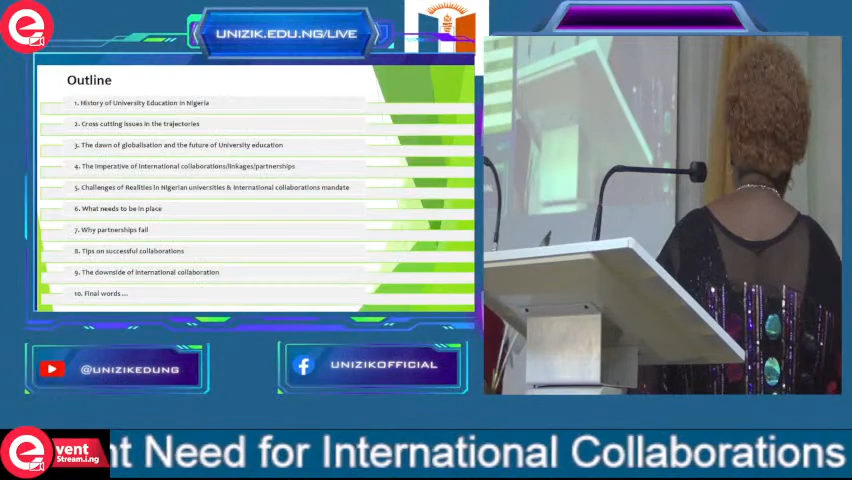 UNIZIK.EDU.NG/LIVE
Outline
1. History of University Education in Nigeria
2. Cross cutting issues in the trajectories
3. The dawn of globalisation and the future of University education
4. The Imperative of International collaborations/linkages/partnerships
5. Challenges of Realities in Nigerian universities & International collaborations mandate
6. What needs to be in place
7. Why partnerships fail
8. Tips on successful collaborations
9. The downside of international collaboration
10. Final words...
@UNIZIKEDUNG
UNIZIKOFFICIAL
event
Stream.i.ng
nt Need for International Collaborations